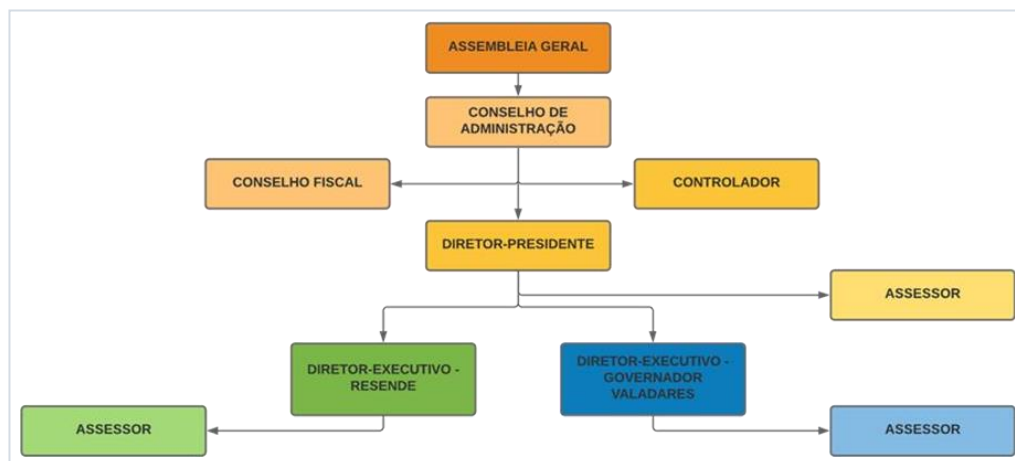 ASSEMBLEIA GERAL
CONSELHO DE
ADMINISTRAÇÃO
CONSELHO FISCAL
CONTROLADOR
DIRETOR-PRESIDENTE
ASSESSOR
DIRETOR-EXECUTIVO -
RESENDE
DIRETOR-EXECUTIVO -
GOVERNADOR
VALADARES
ASSESSOR
ASSESSOR